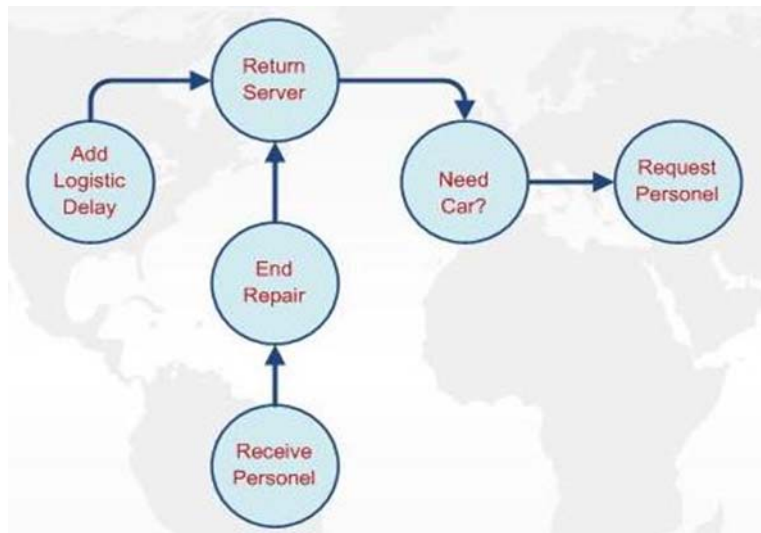 Return
Server
Add
Logistic
Delay
Need
Car?
Request
Personel
End
Repair
Receive
Personel